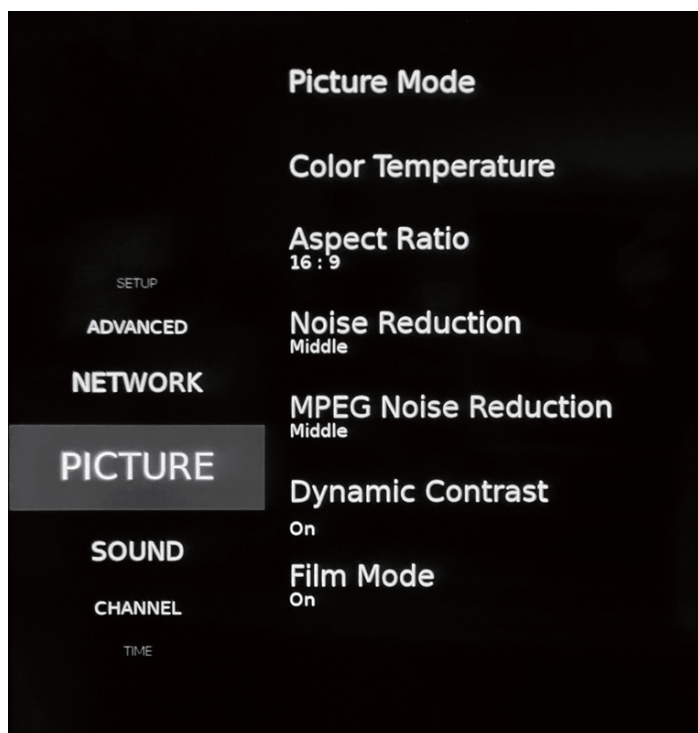 Picture Mode
Color Temperature
Aspect Ratio
16 : 9
Noise Reduction
Middle
MPEG Noise Reduction
Middle
Dynamic Contrast
On
Film Mode
On
SETUP
ADVANCED
NETWORK
PICTURE
SOUND
CHANNEL
TIME